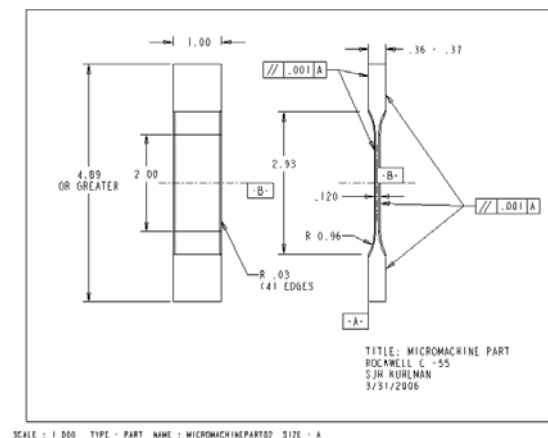 1.00
.36 - .37
// .001 A
4.89
OR GREATER
2.00
2.93
-B-
-B-
.120
// .001 A
R 0.96
R .03
(4) EDGES
-A-
TITLE: MICROMACHINE PART
ROCKWELL C -55
SJH KUHLMAN
3/31/2006
SCALE : 1.000 TYPE : PART NAME : MICROMACHINEPART02 SIZE : A